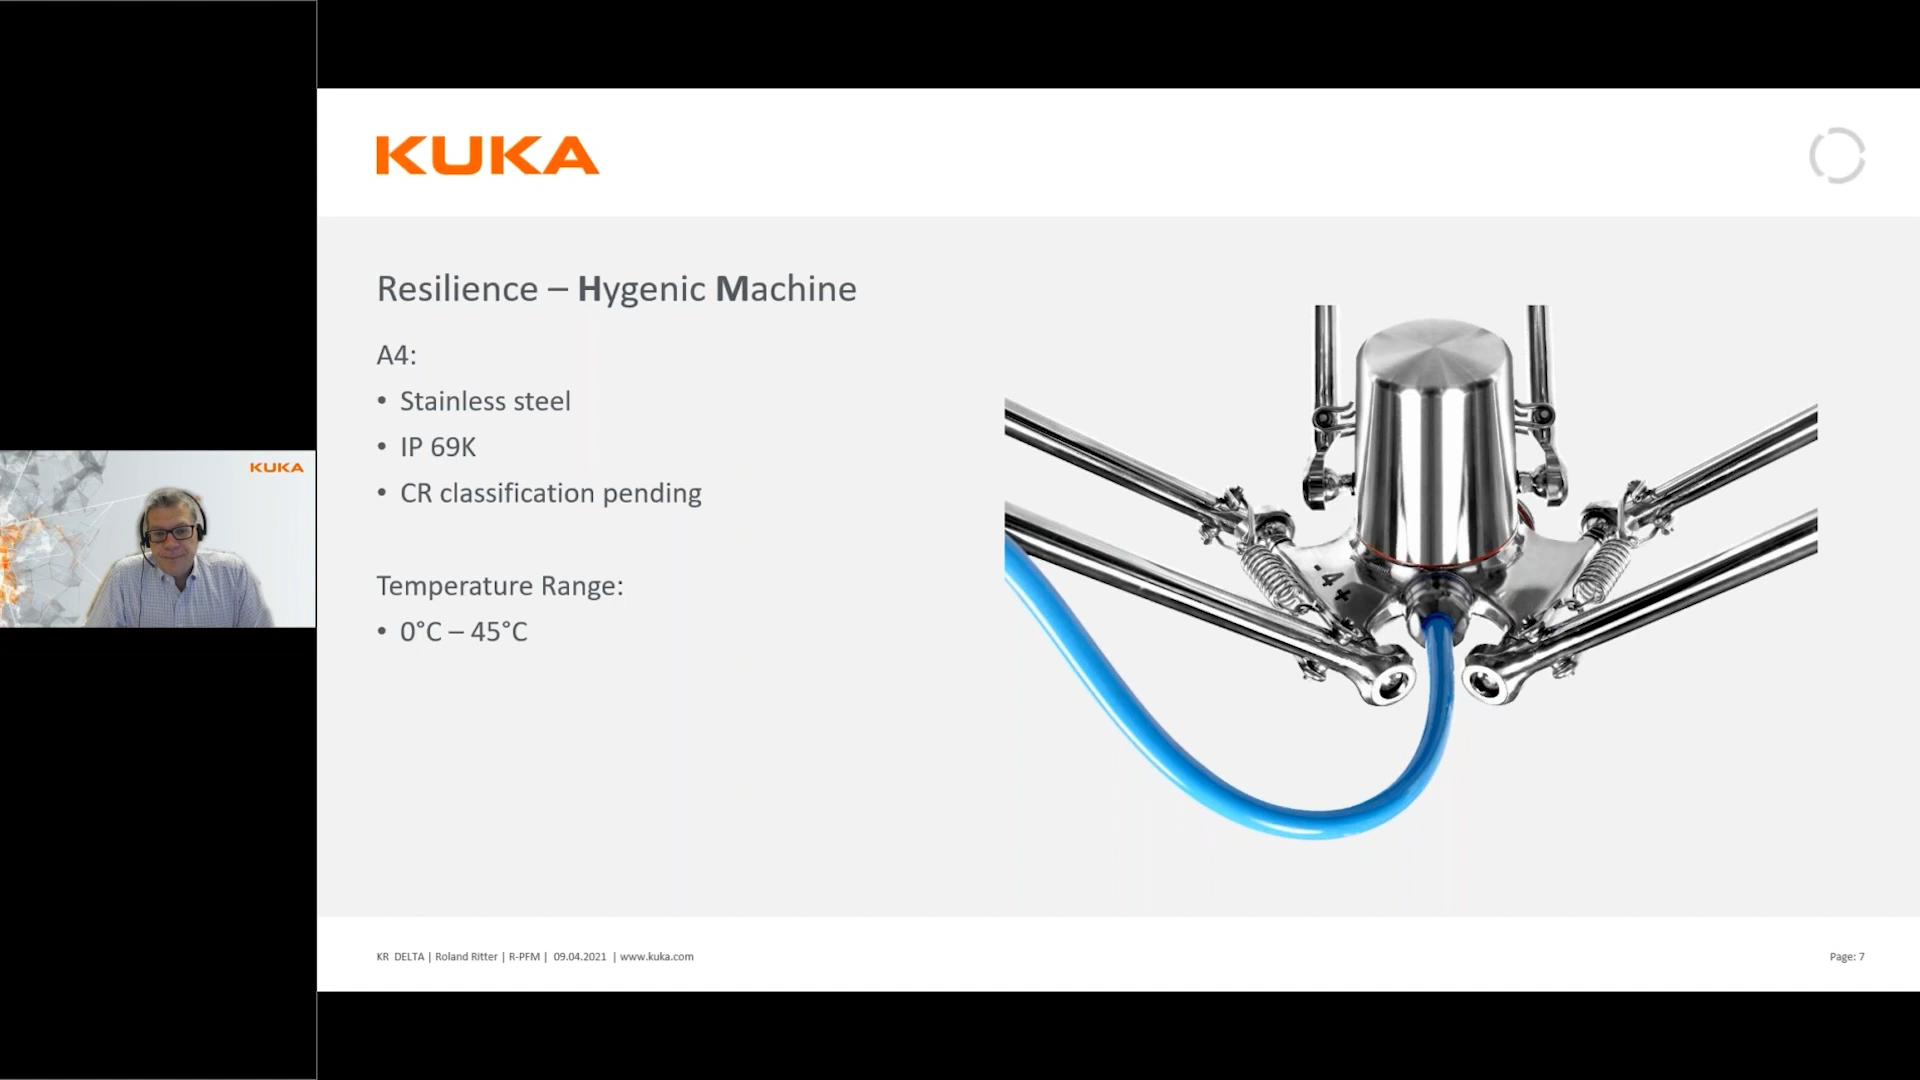 KUKA
KUKA
Resilience – Hygenic Machine
A4:
• Stainless steel
• IP 69K
• CR classification pending
Temperature Range:
• 0°C – 45°C
- 4 +
KR DELTA | Roland Ritter | R-PFM | 09.04.2021 | www.kuka.com
Page: 7